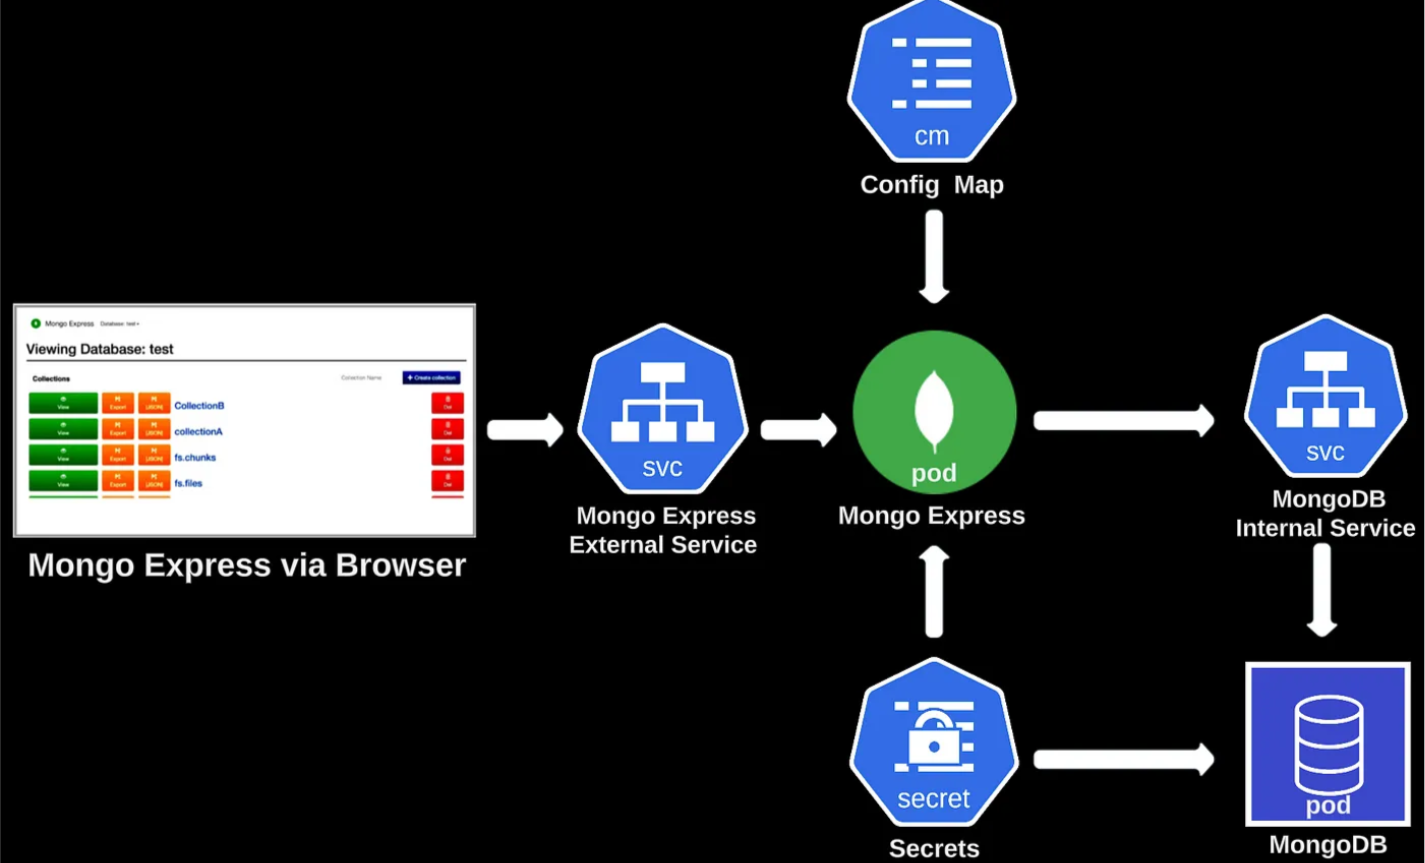 cm
Config Map
Mongo Express Database: test
Viewing Database: test
Collections
Collection Name
+ Create collection
View Export [JSON] CollectionB Del
View Export [JSON] collectionA Del
View Export [JSON] fs.chunks Del
View Export [JSON] fs.files Del
Mongo Express via Browser
svc
Mongo Express
External Service
pod
Mongo Express
svc
MongoDB
Internal Service
secret
Secrets
pod
MongoDB